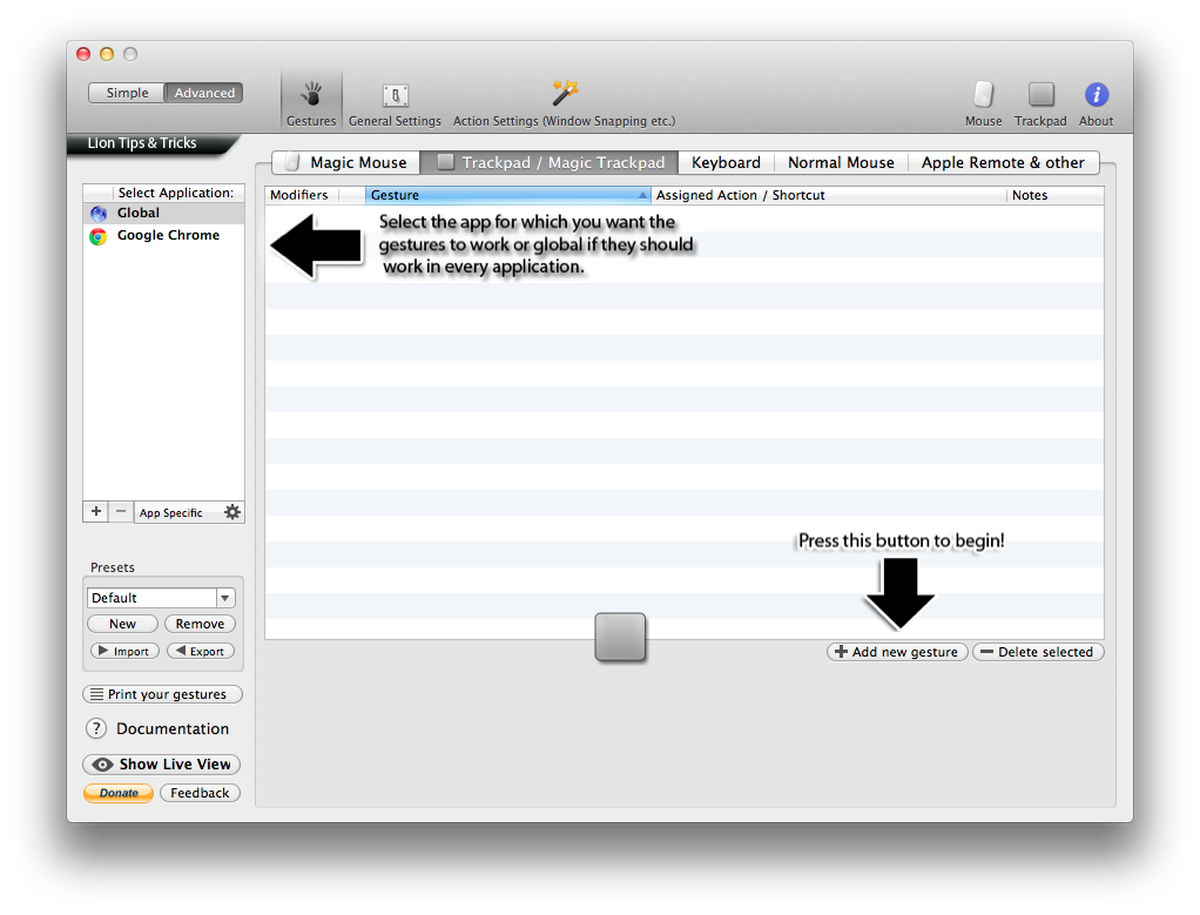 Simple Advanced
Gestures General Settings Action Settings (Window Snapping etc.) Mouse Trackpad About
Lion Tips & Tricks
Magic Mouse Trackpad / Magic Trackpad Keyboard Normal Mouse Apple Remote & other
Select Application:
Global
Google Chrome
Modifiers Gesture Assigned Action / Shortcut Notes
Select the app for which you want the
gestures to work or global if they should
work in every application.
+ − App Specific
Press this button to begin!
Add new gesture Delete selected
Presets
Default
New Remove
Import Export
Print your gestures
? Documentation
Show Live View
Donate Feedback